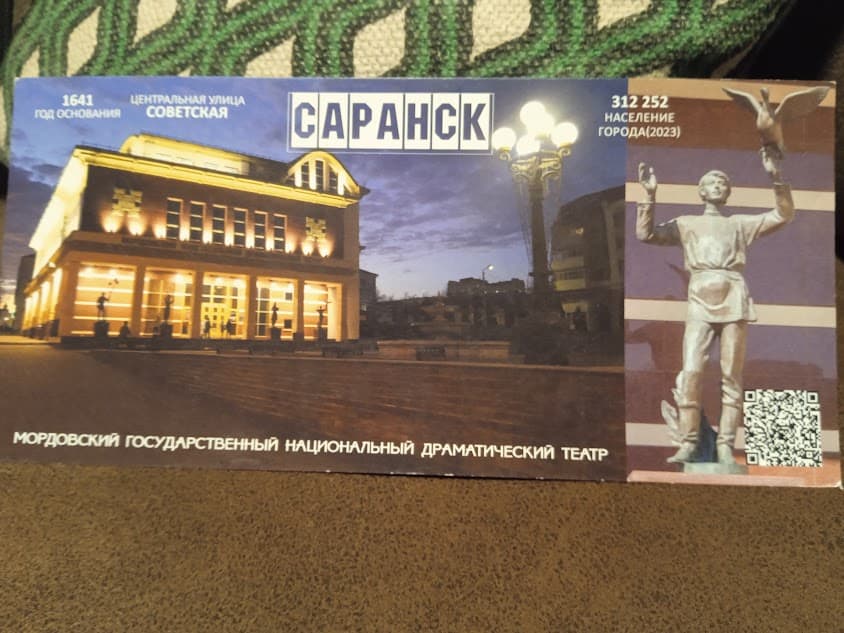 1641
ГОД ОСНОВАНИЯ
ЦЕНТРАЛЬНАЯ УЛИЦА
СОВЕТСКАЯ
САРАНСК
312 252
НАСЕЛЕНИЕ
ГОРОДА(2023)
МОРДОВСКИЙ ГОСУДАРСТВЕННЫЙ НАЦИОНАЛЬНЫЙ ДРАМАТИЧЕСКИЙ ТЕАТР